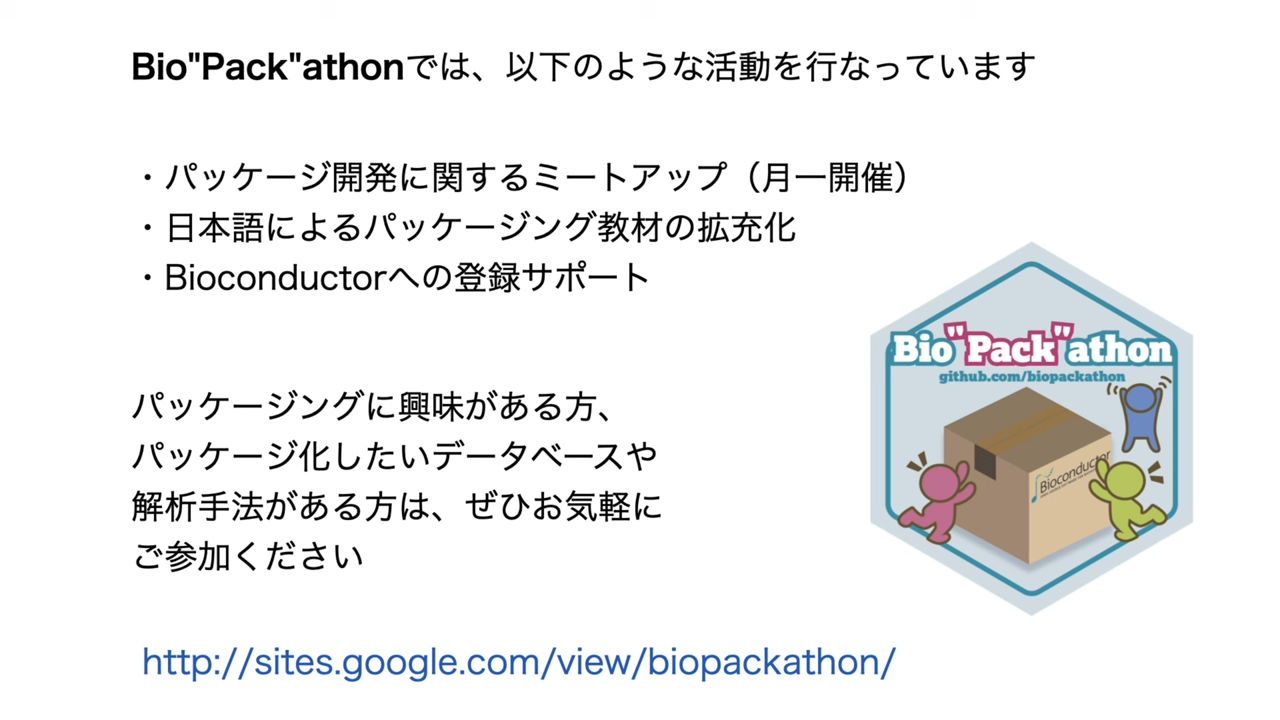 Bio"Pack"athonでは、以下のような活動を行なっています
・パッケージ開発に関するミートアップ（月一開催）
・日本語によるパッケージング教材の拡充化
・Bioconductorへの登録サポート
パッケージングに興味がある方、
パッケージ化したいデータベースや
解析手法がある方は、ぜひお気軽に
ご参加ください
http://sites.google.com/view/biopackathon/
Bio"Pack"athon
github.com/biopackathon
Bioconductor